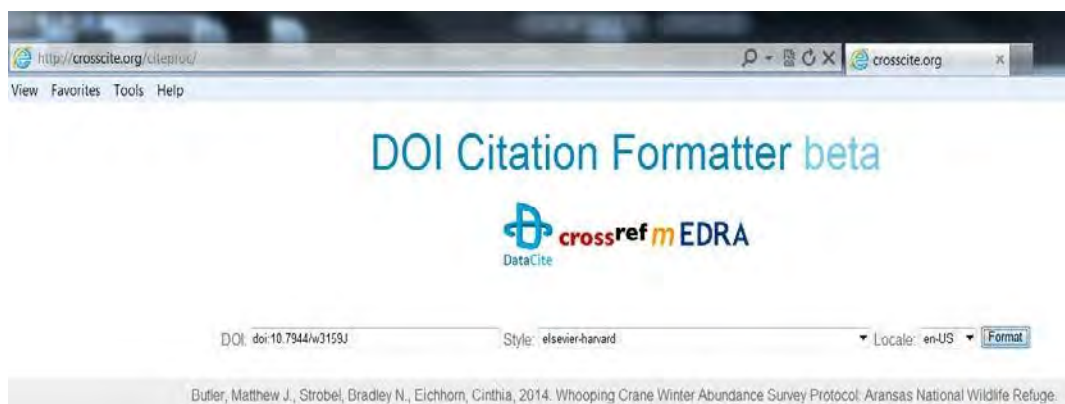 http://crosscite.org/citeproc/ crosscite.org
View Favorites Tools Help
DOI Citation Formatter beta
DataCite crossref mEDRA
DOI: doi:10.7944/w3159J Style: elsevier-harvard Locale: en-US Format
Butler, Matthew J., Strobel, Bradley N., Eichhorn, Cinthia, 2014. Whooping Crane Winter Abundance Survey Protocol: Aransas National Wildlife Refuge.